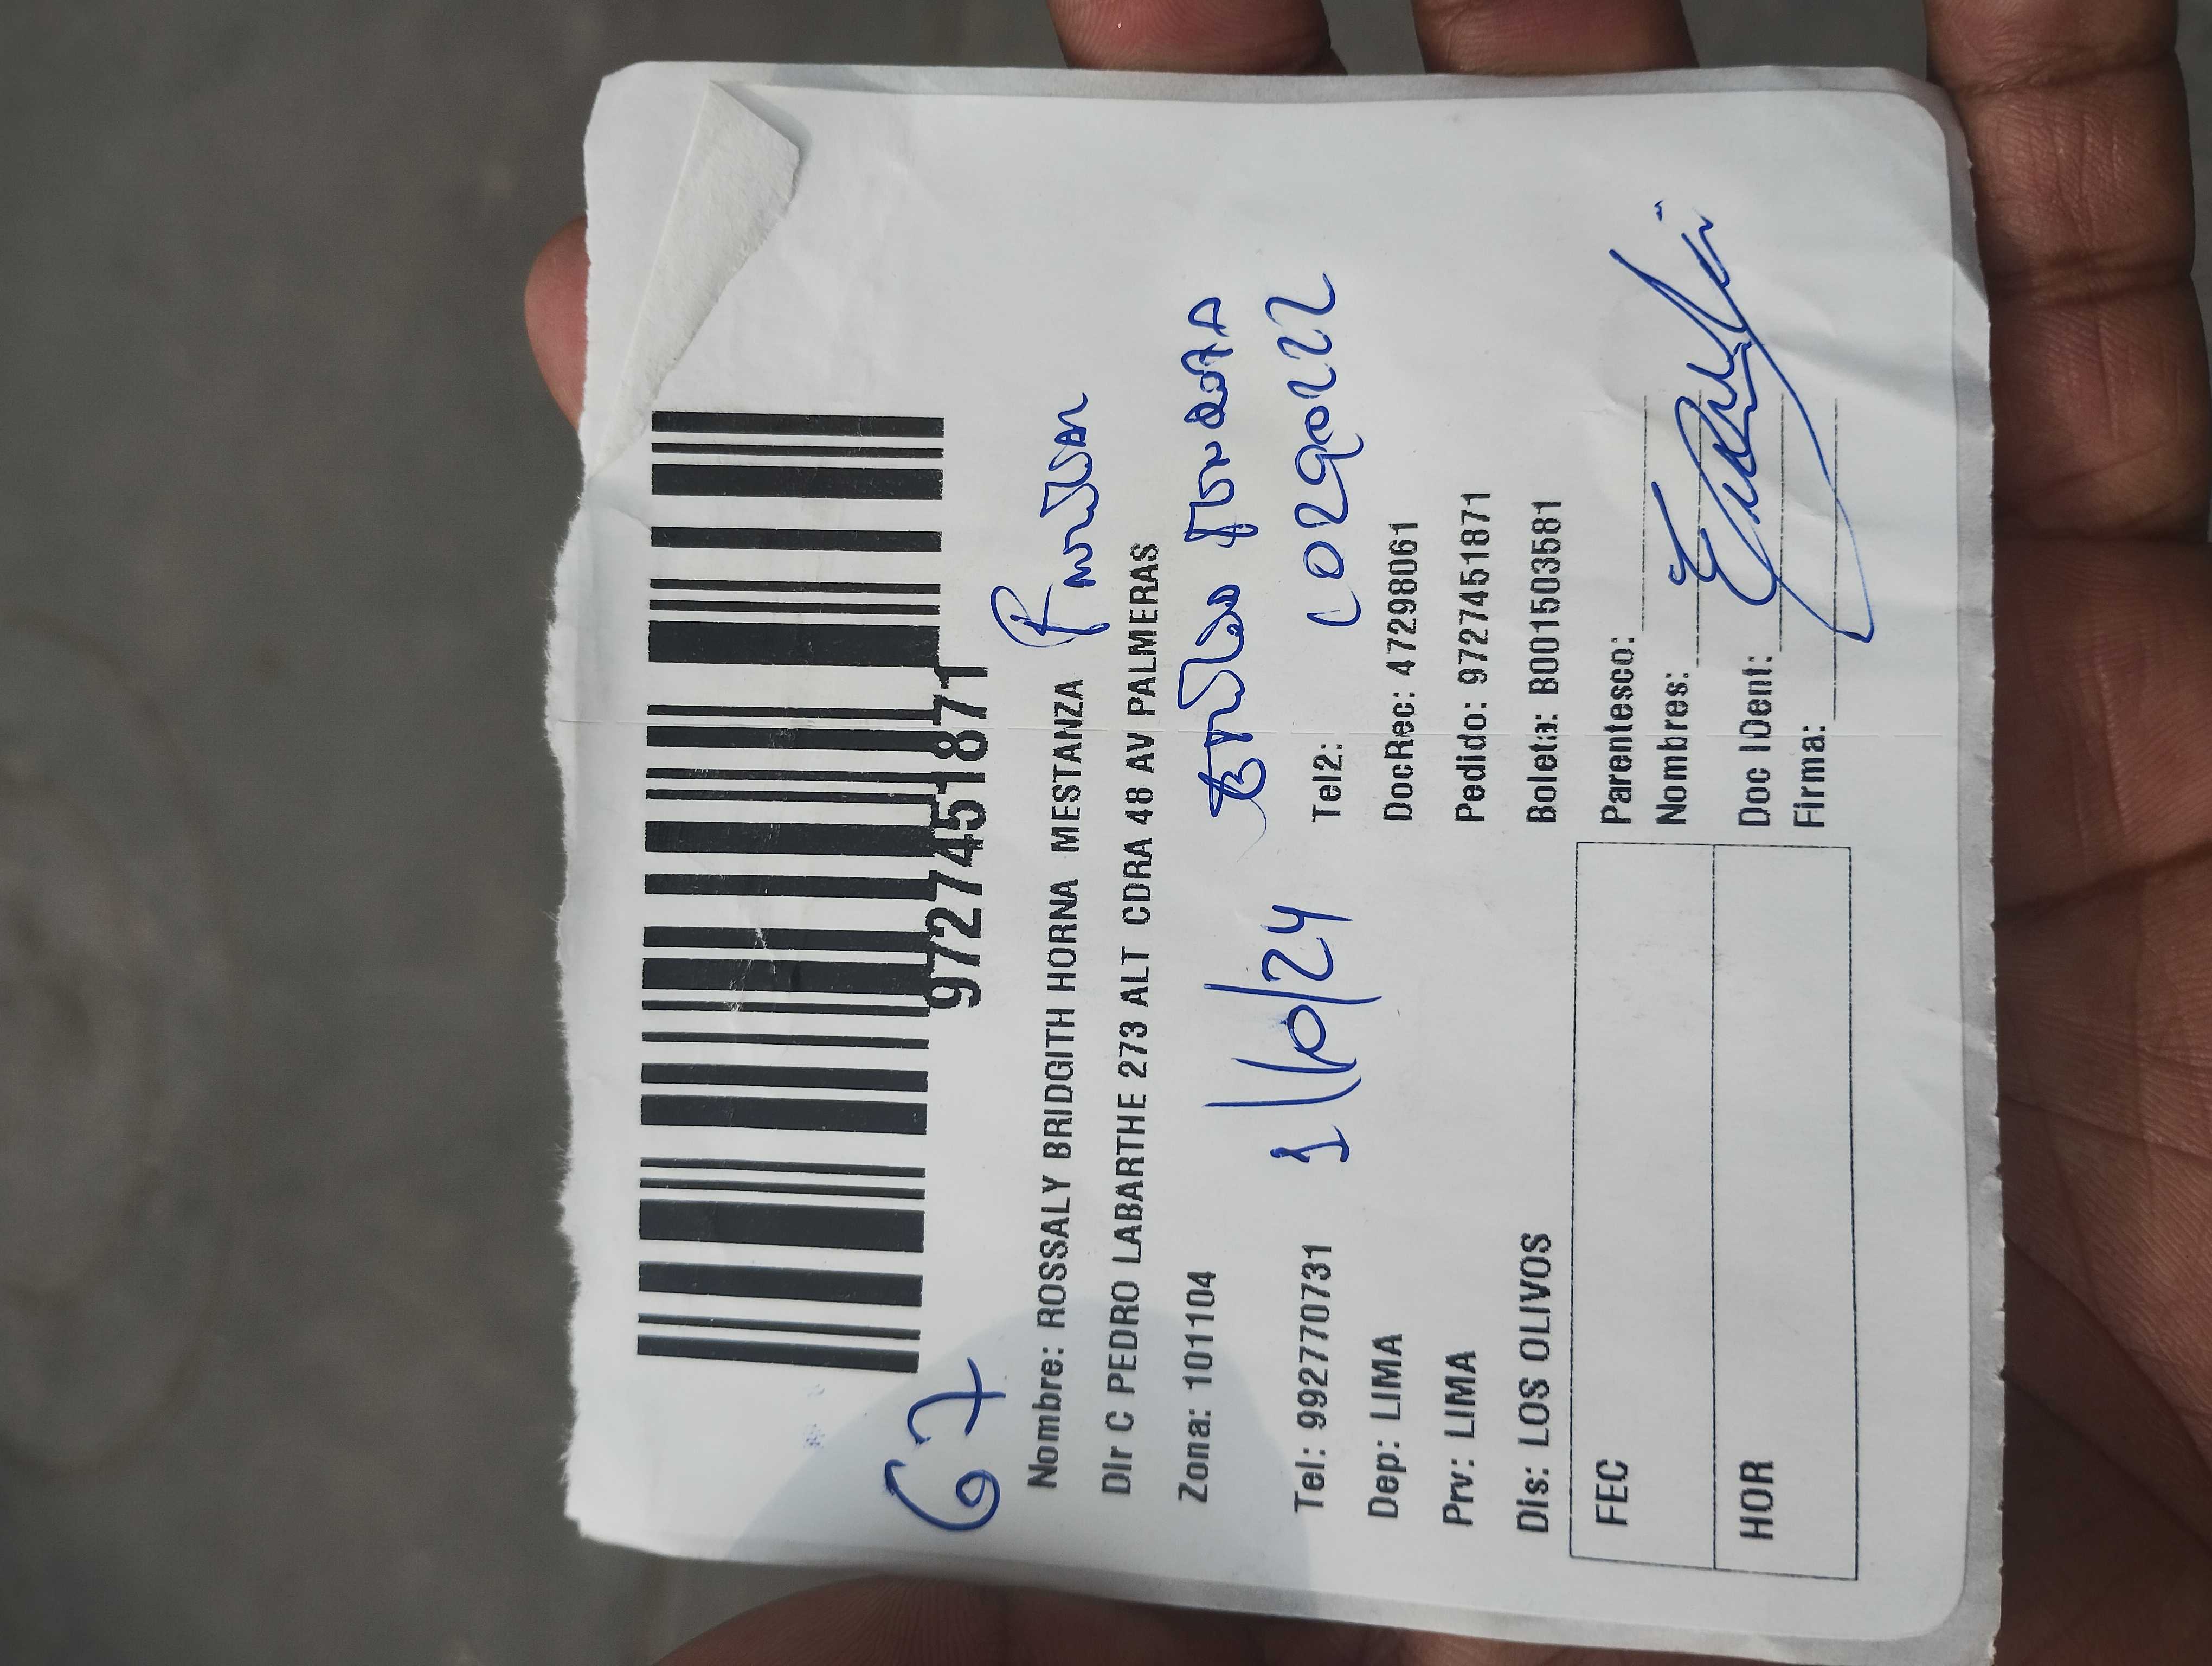 9727451871
67
Nombre: ROSSALY BRIDGITH HORNA MESTANZA
Dir C PEDRO LABARTHE 273 ALT CDRA 48 AV PALMERAS
Zona: 101104
1/10/24
Tel: 992770731
Tel2:
Dep: LIMA
DocRec: 47298061
Prv: LIMA
Pedido: 9727451871
Dis: LOS OLIVOS
Boleta: B001503581
FEC
Parentesco:
Nombres:
HOR
Doc IDent:
Firma: